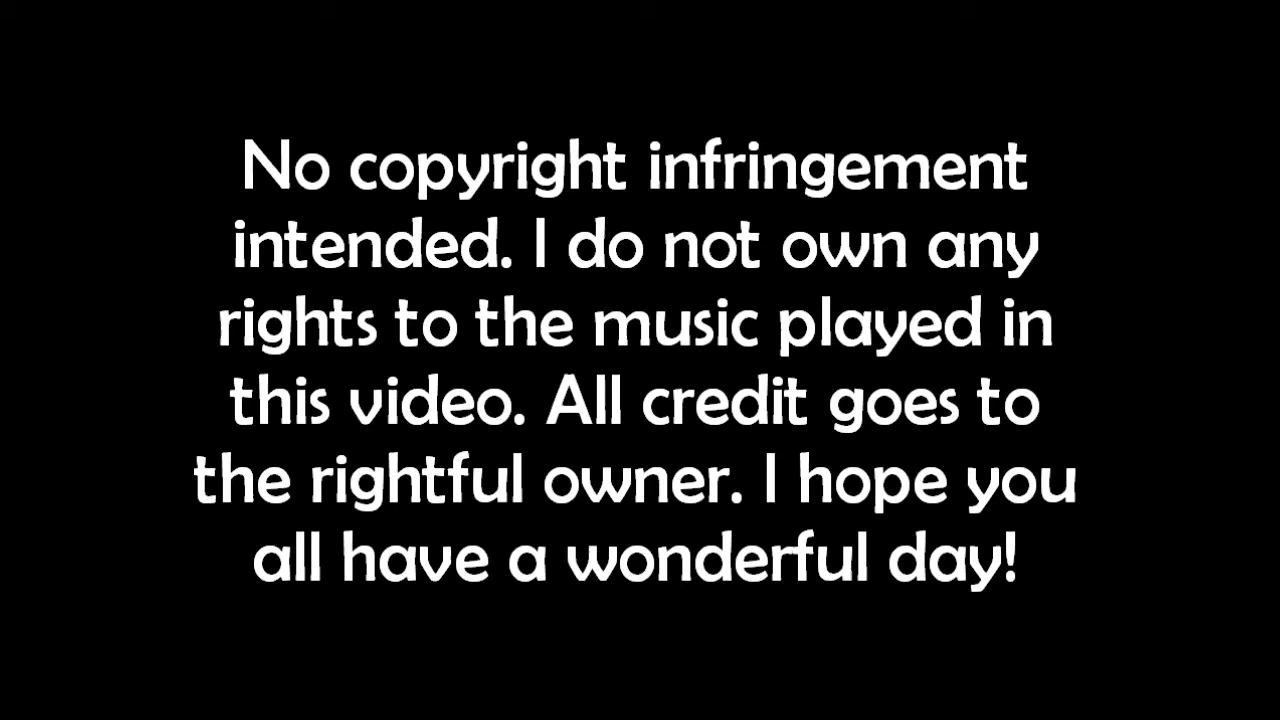 No copyright infringement
intended. I do not own any
rights to the music played in
this video. All credit goes to
the rightful owner. I hope you
all have a wonderful day!